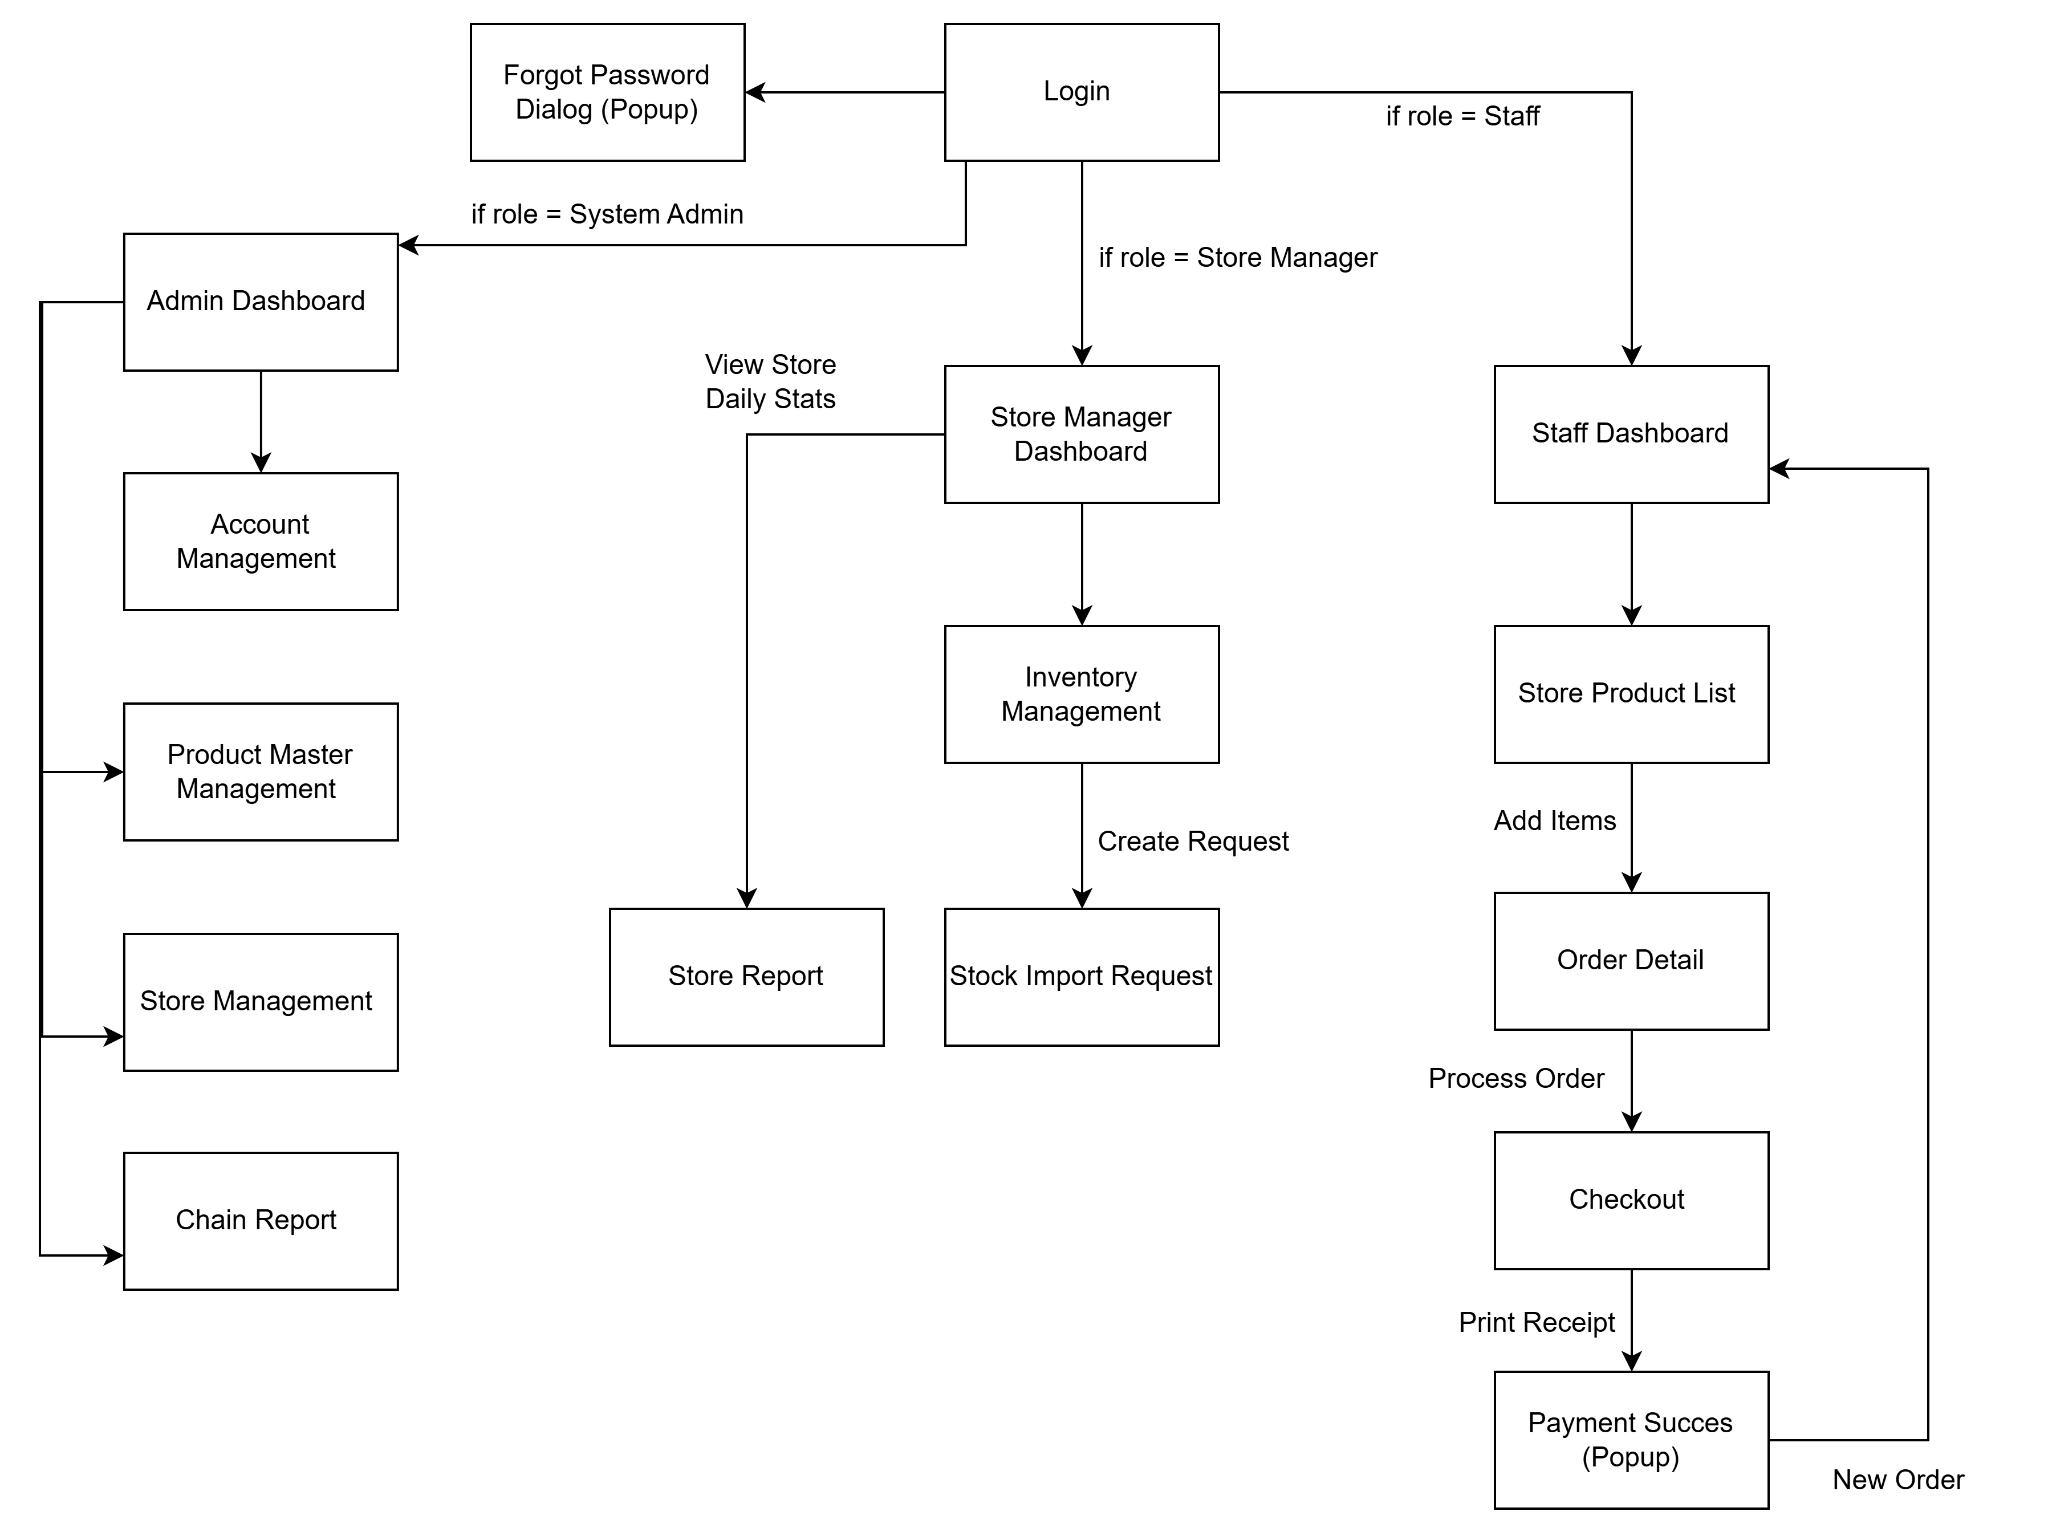 Forgot Password
Dialog (Popup)
Login
if role = Staff
if role = System Admin
if role = Store Manager
Admin Dashboard
View Store
Daily Stats
Store Manager
Dashboard
Staff Dashboard
Account
Management
Inventory
Management
Store Product List
Product Master
Management
Add Items
Create Request
Order Detail
Store Management
Store Report
Stock Import Request
Process Order
Checkout
Chain Report
Print Receipt
Payment Succes
(Popup)
New Order